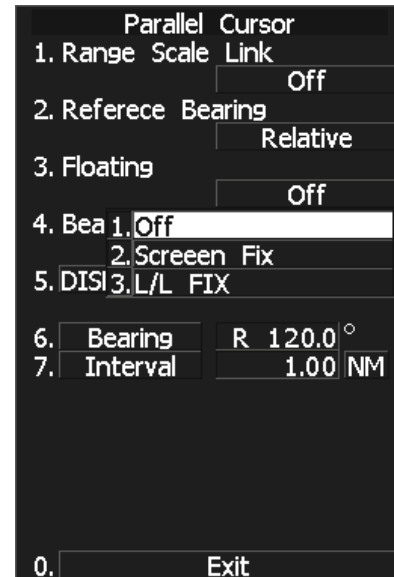 Parallel Cursor
1. Range Scale Link
Off
2. Referece Bearing
Relative
3. Floating
Off
4. Bea
1. Off
2. Screeen Fix
5. DISI
3. L/L FIX
6. Bearing R 120.0°
7. Interval 1.00 NM
0. Exit